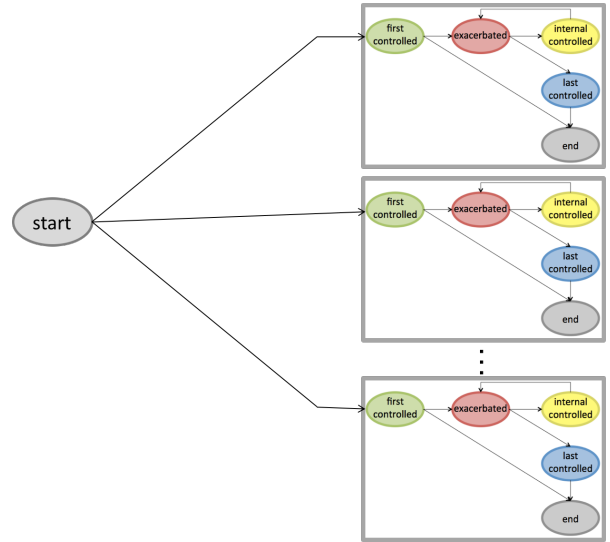 first
controlled
exacerbated
internal
controlled
last
controlled
end
start
first
controlled
exacerbated
internal
controlled
last
controlled
end
first
controlled
exacerbated
internal
controlled
last
controlled
end